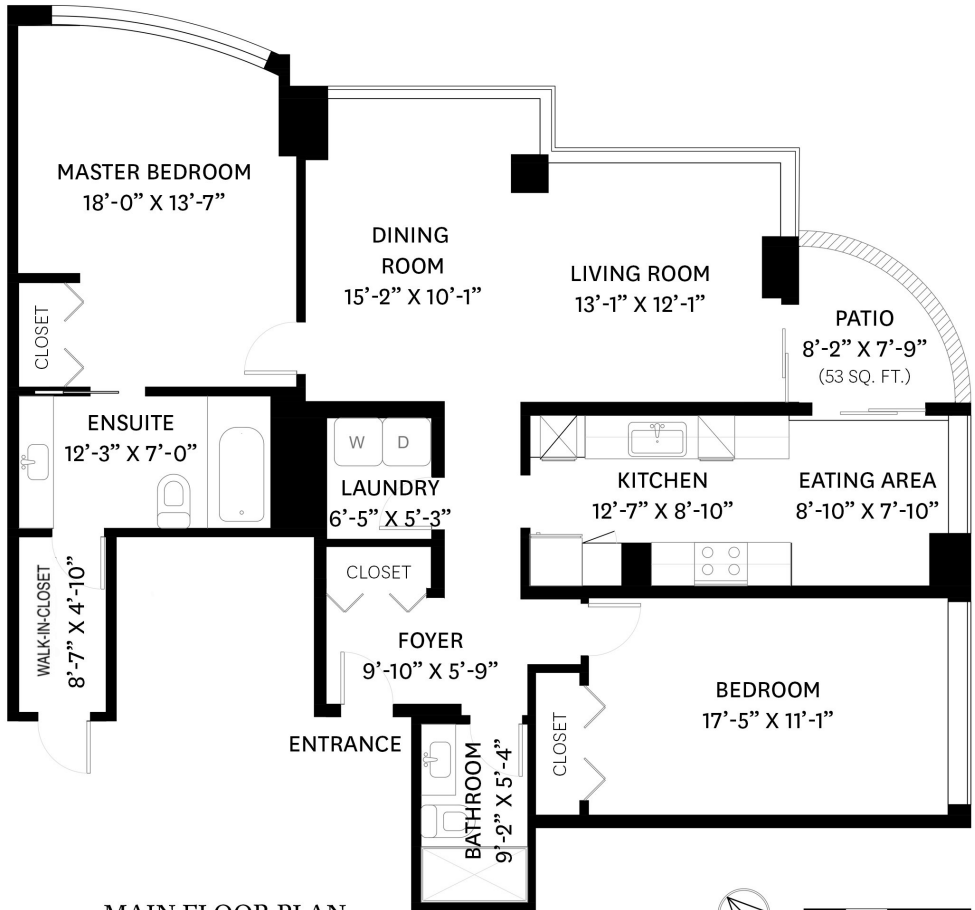 MASTER BEDROOM
18’-0” X 13’-7”
DINING
ROOM
15’-2” X 10’-1”
LIVING ROOM
13’-1” X 12’-1”
PATIO
8’-2” X 7’-9”
(53 SQ. FT.)
CLOSET
ENSUITE
12’-3” X 7’-0”
W
D
LAUNDRY
6’-5” X 5’-3”
KITCHEN
12’-7” X 8’-10”
EATING AREA
8’-10” X 7’-10”
WALK-IN-CLOSET
8’-7” X 4’-10”
CLOSET
FOYER
9’-10” X 5’-9”
ENTRANCE
BEDROOM
17’-5” X 11’-1”
CLOSET
BATHROOM
9’-2” X 5’-4”
MAIN FLOOR PLAN